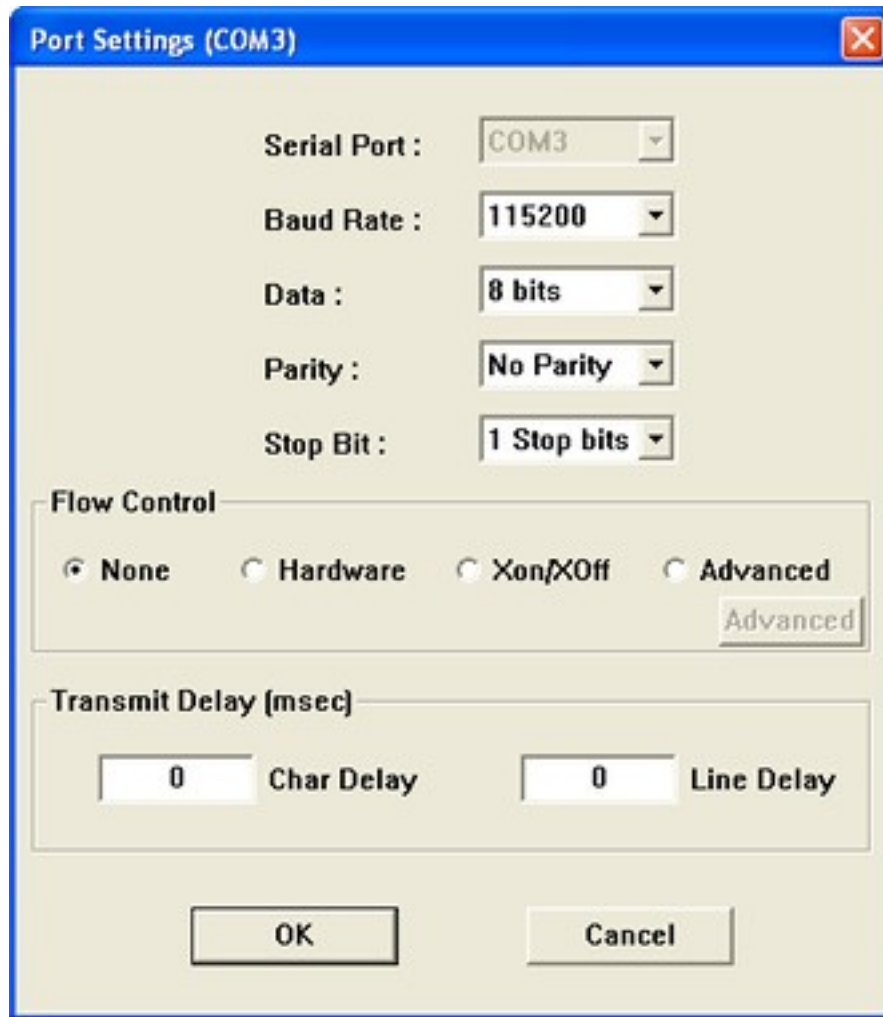 Port Settings (COM3)
Serial Port : COM3
Baud Rate : 115200
Data : 8 bits
Parity : No Parity
Stop Bit : 1 Stop bits
Flow Control
None Hardware Xon/XOff Advanced
Advanced
Transmit Delay (msec)
0 Char Delay 0 Line Delay
OK Cancel